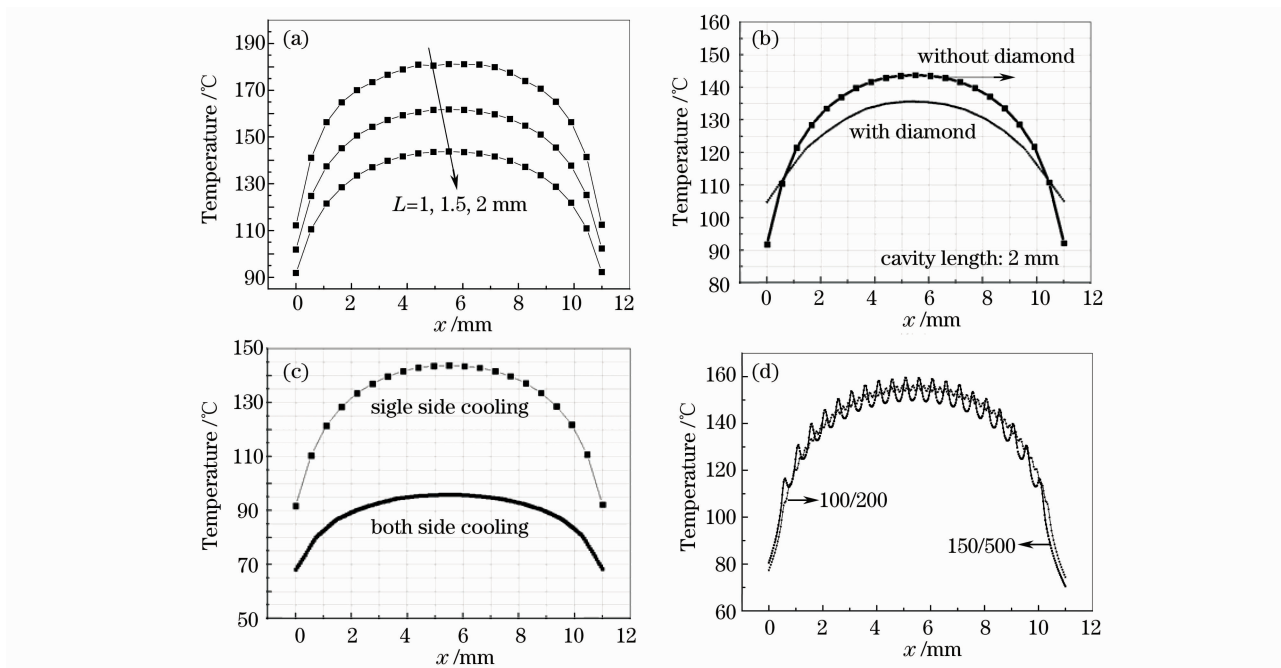 (a)
Temperature /℃
190
170
150
130
110
90
L=1, 1.5, 2 mm
0 2 4 6 8 10 12
x /mm
(b)
Temperature /℃
160
150
140
130
120
110
100
90
80
without diamond
with diamond
cavity length: 2 mm
0 2 4 6 8 10 12
x /mm
(c)
Temperature /℃
150
130
110
90
70
50
sigle side cooling
both side cooling
0 2 4 6 8 10 12
x /mm
(d)
Temperature /℃
160
140
120
100
80
60
100/200
150/500
0 2 4 6 8 10 12
x /mm